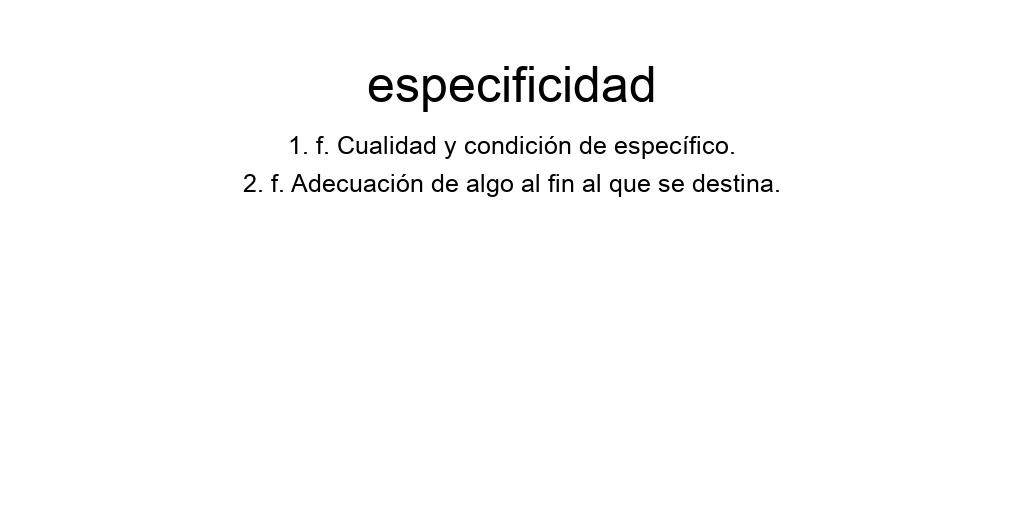 especificidad
1. f. Cualidad y condición de específico.
2. f. Adecuación de algo al fin al que se destina.